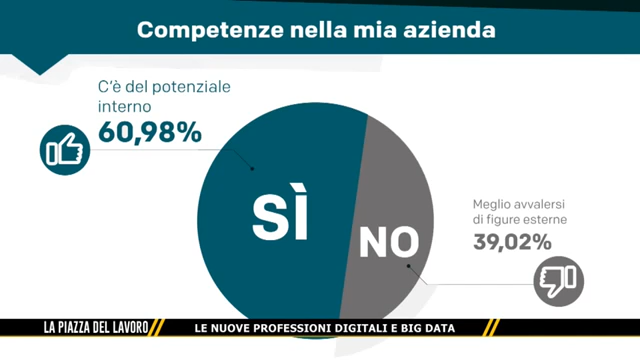 Competenze nella mia azienda
C'è del potenziale
interno
60,98%
SÌ
NO
Meglio avvalersi
di figure esterne
39,02%
LA PIAZZA DEL LAVORO
LE NUOVE PROFESSIONI DIGITALI E BIG DATA